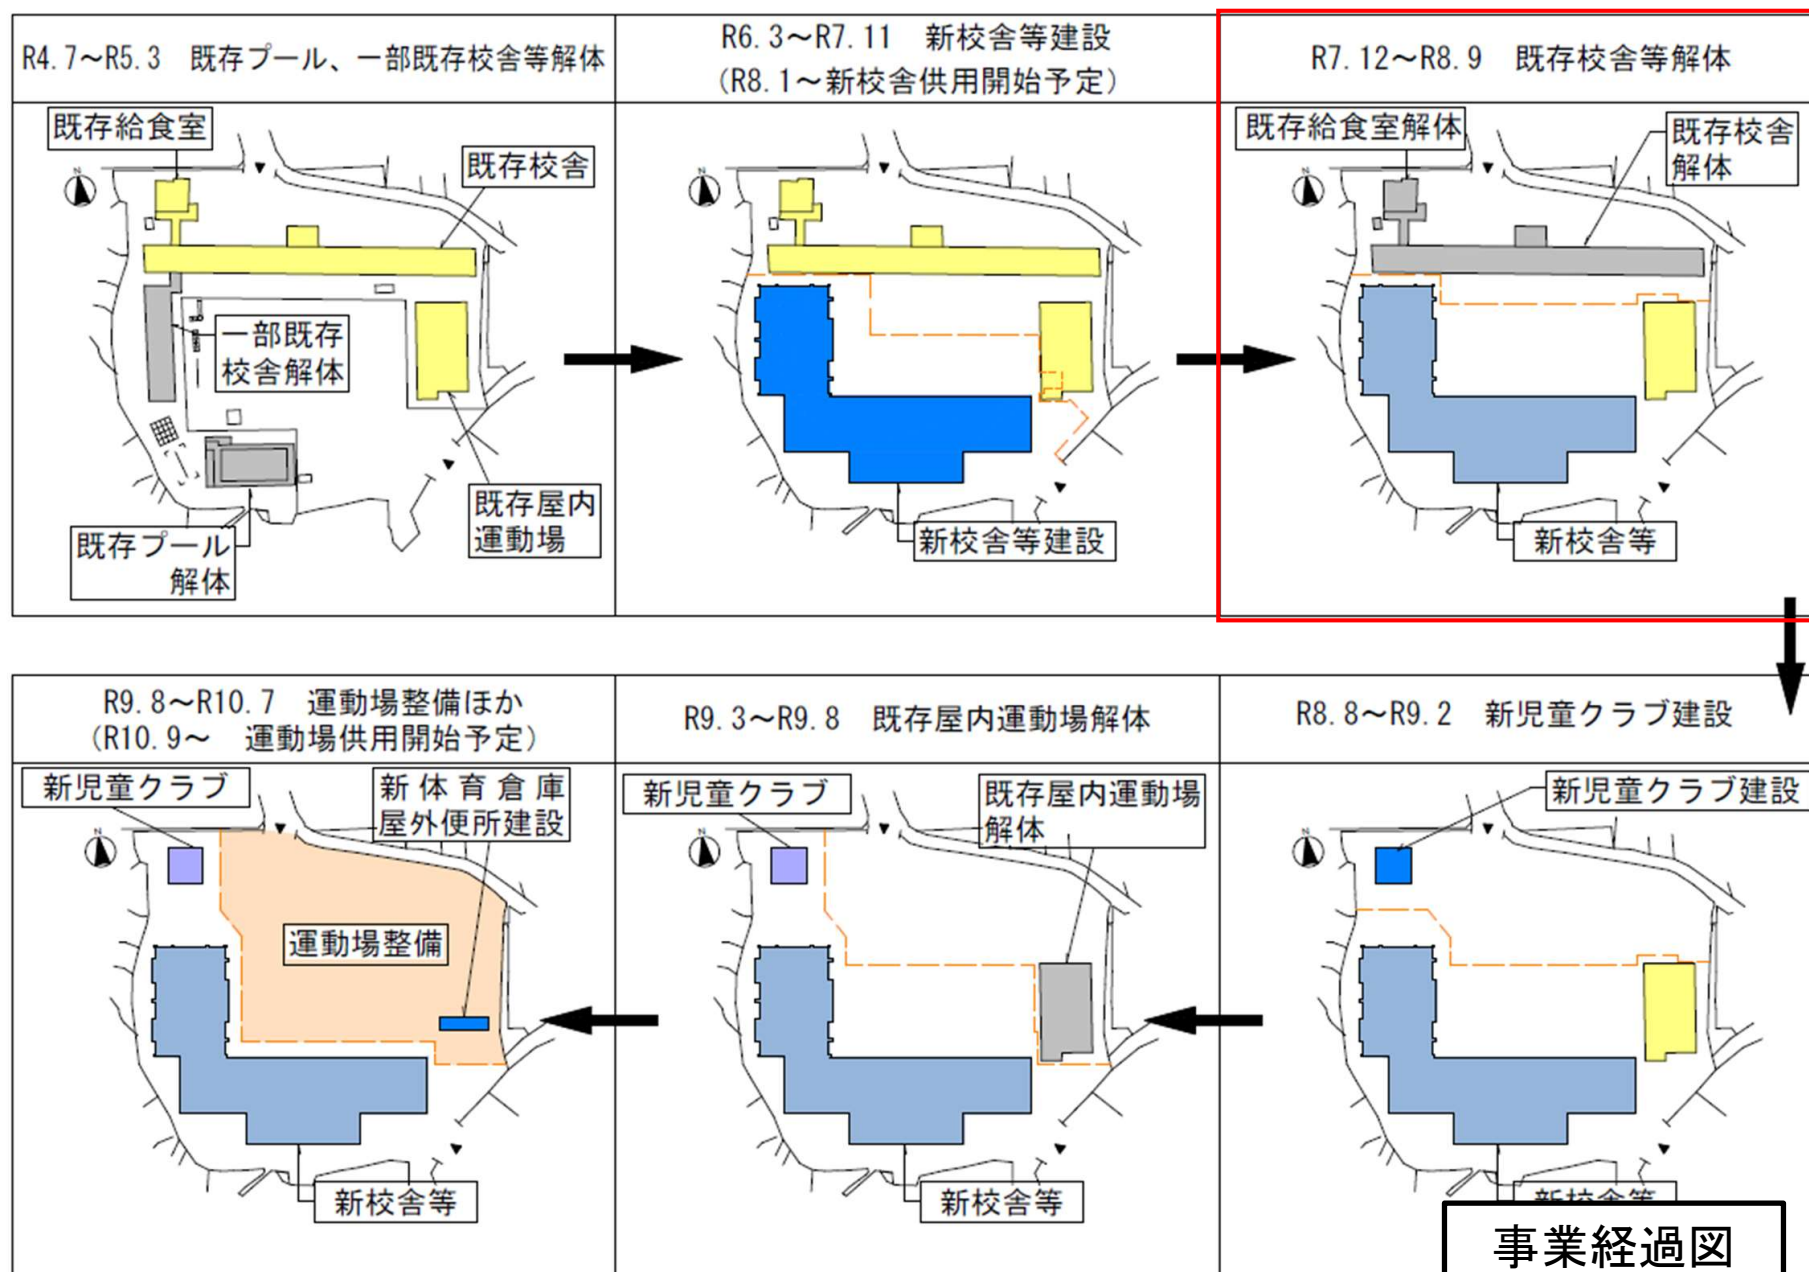 R4.7～R5.3　既存プール、一部既存校舎等解体
既存給食室
N
既存校舎
一部既存
校舎解体
既存屋内
運動場
既存プール
解体
R6.3～R7.11　新校舎等建設
（R8.1～新校舎供用開始予定）
N
新校舎等建設
R7.12～R8.9　既存校舎等解体
既存給食室解体
既存校舎
解体
N
新校舎等
R9.8～R10.7　運動場整備ほか
（R10.9～　運動場供用開始予定）
新児童クラブ
新体育倉庫
屋外便所建設
N
運動場整備
新校舎等
R9.3～R9.8　既存屋内運動場解体
新児童クラブ
既存屋内運動場
解体
N
新校舎等
R8.8～R9.2　新児童クラブ建設
新児童クラブ建設
N
新校舎等
事業経過図